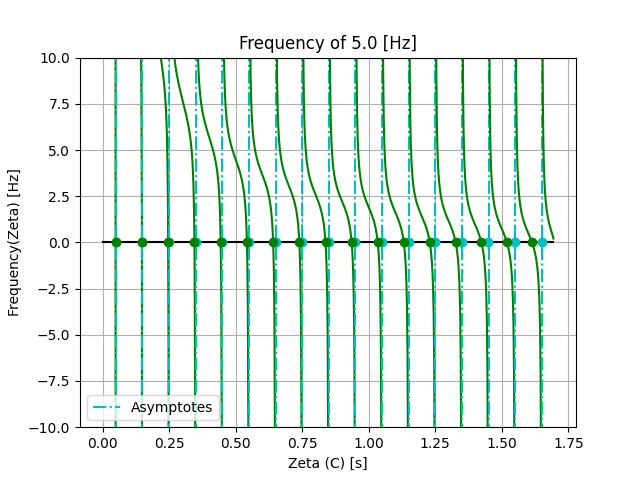 Frequency of 5.0 [Hz]
10.0
7.5
5.0
2.5
0.0
−2.5
−5.0
−7.5
−10.0
Frequency(Zeta) [Hz]
Asymptotes
0.00 0.25 0.50 0.75 1.00 1.25 1.50 1.75
Zeta (C) [s]